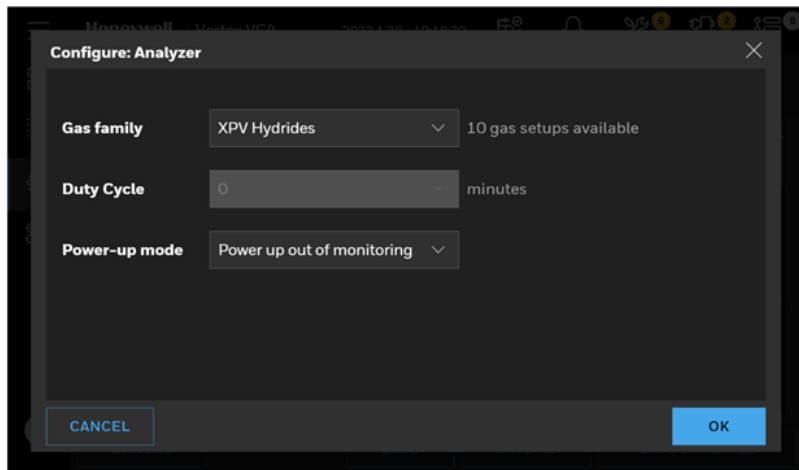 Honeywell
Configure: Analyzer
Gas family XPV Hydrides 10 gas setups available
Duty Cycle 0 minutes
Power-up mode Power up out of monitoring
CANCEL OK